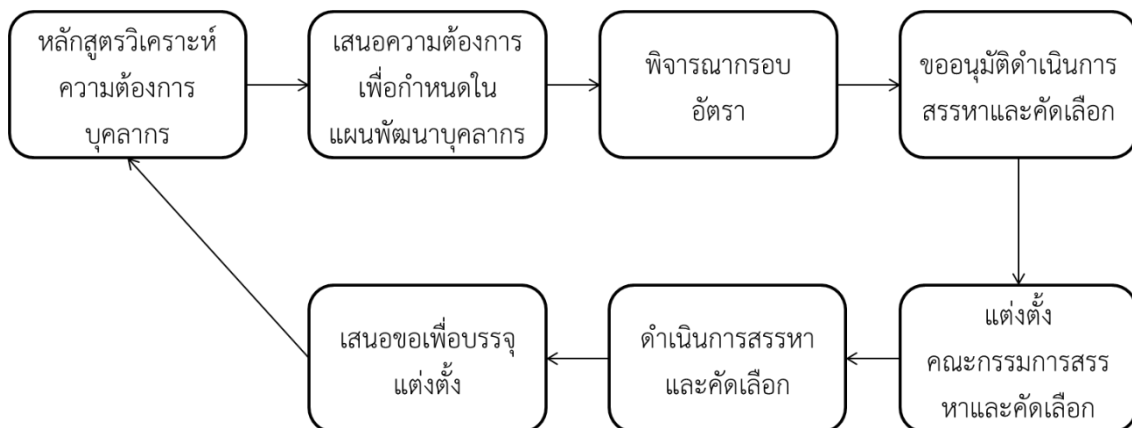 หลักสูตรวิเคราะห์
ความต้องการ
บุคลากร
เสนอความต้องการ
เพื่อกำหนดใน
แผนพัฒนาบุคลากร
พิจารณากรอบ
อัตรา
ขออนุมัติดำเนินการ
สรรหาและคัดเลือก
แต่งตั้ง
คณะกรรมการสรร
หาและคัดเลือก
ดำเนินการสรรหา
และคัดเลือก
เสนอขอเพื่อบรรจุ
แต่งตั้ง